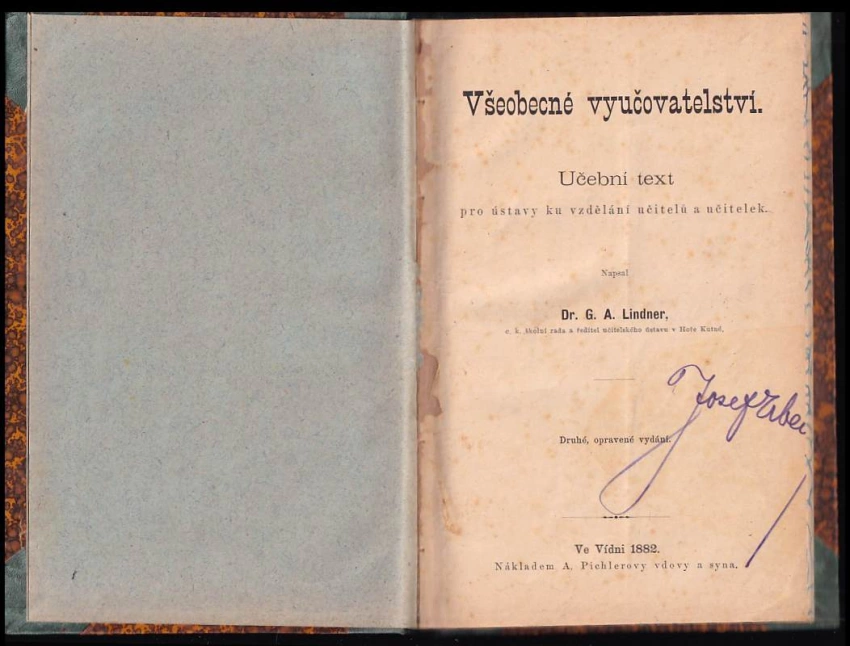 Všeobecné vyučovatelství.
Učební text
pro ústavy ku vzdělání učitelů a učitelek.
Napsal
Dr. G. A. Lindner,
c. k. školní rada a ředitel učitelského ústavu v Hoře Kutné.
Josef
Druhé, opravené vydání.
Ve Vídni 1882.
Nákladem A. Pichlerovy vdovy a syna.